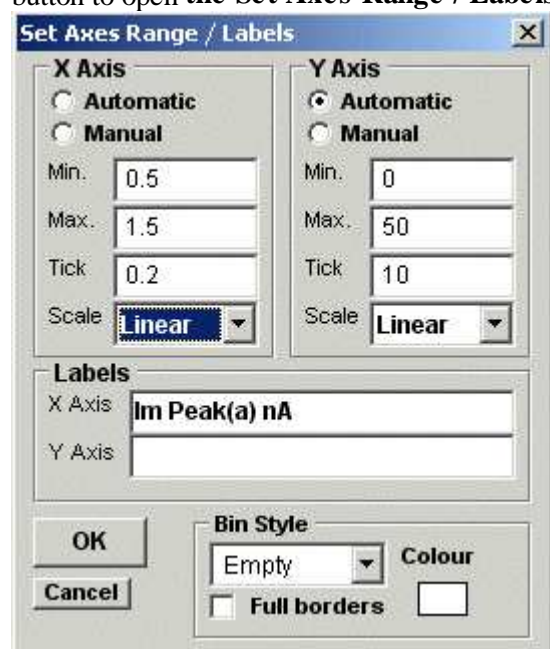 button to open the Set Axes Range / Labels
Set Axes Range / Labels
X Axis
Automatic
Manual
Min. 0.5
Max. 1.5
Tick 0.2
Scale Linear
Y Axis
Automatic
Manual
Min. 0
Max. 50
Tick 10
Scale Linear
Labels
X Axis Im Peak(a) nA
Y Axis
OK
Cancel
Bin Style
Empty
Colour
Full borders